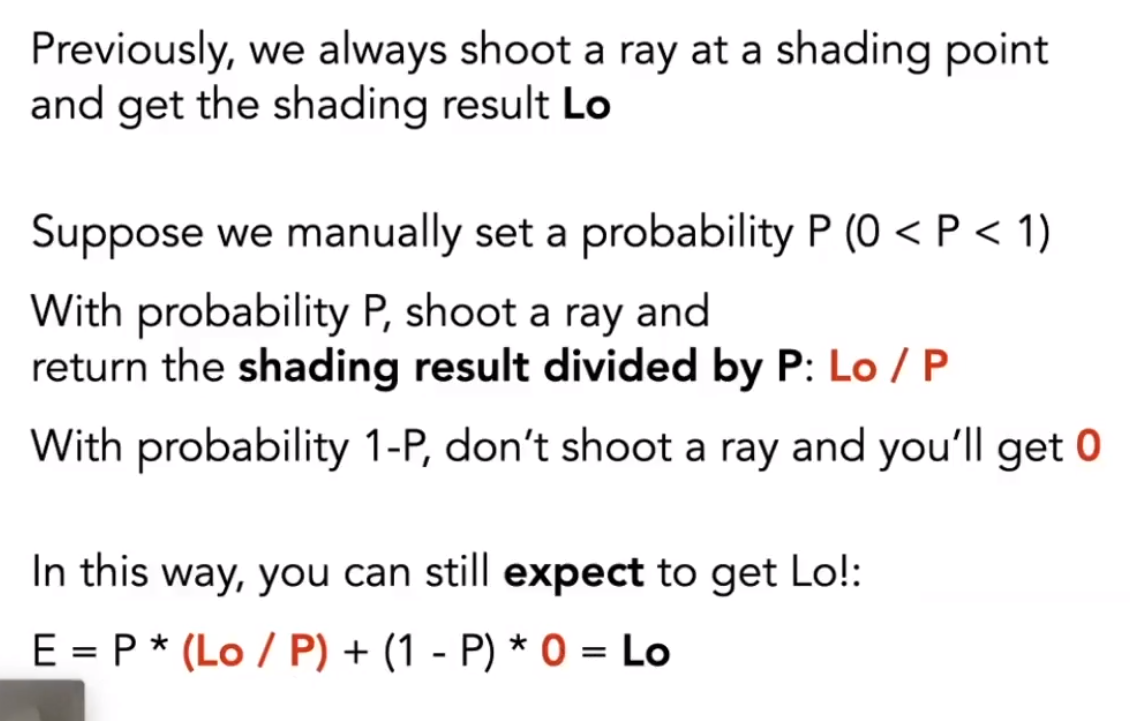 Previously, we always shoot a ray at a shading point
and get the shading result Lo
Suppose we manually set a probability P (0 < P < 1)
With probability P, shoot a ray and
return the shading result divided by P: Lo / P
With probability 1-P, don’t shoot a ray and you’ll get 0
In this way, you can still expect to get Lo!:
E = P * (Lo / P) + (1 - P) * 0 = Lo